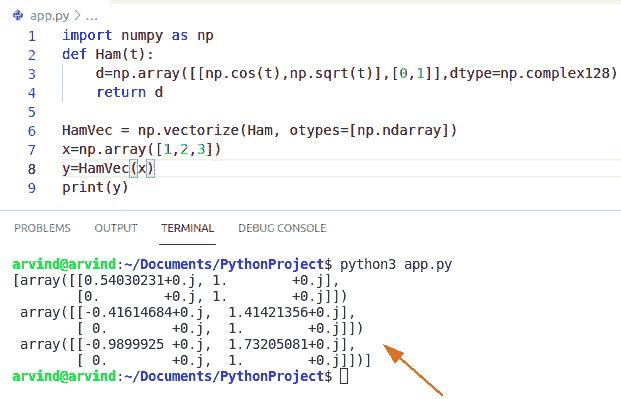 app.py > ...
1 import numpy as np
2 def Ham(t):
3     d=np.array([[np.cos(t),np.sqrt(t)],[0,1]],dtype=np.complex128)
4     return d
5
6 HamVec = np.vectorize(Ham, otypes=[np.ndarray])
7 x=np.array([1,2,3])
8 y=HamVec(x)
9 print(y)
PROBLEMS OUTPUT TERMINAL DEBUG CONSOLE
arvind@arvind:~/Documents/PythonProject$ python3 app.py
[array([[0.54030231+0.j, 1.        +0.j],
        [0.        +0.j, 1.        +0.j]])
 array([[-0.41614684+0.j,  1.41421356+0.j],
        [ 0.        +0.j,  1.        +0.j]])
 array([[-0.9899925 +0.j,  1.73205081+0.j],
        [ 0.        +0.j,  1.        +0.j]])]
arvind@arvind:~/Documents/PythonProject$